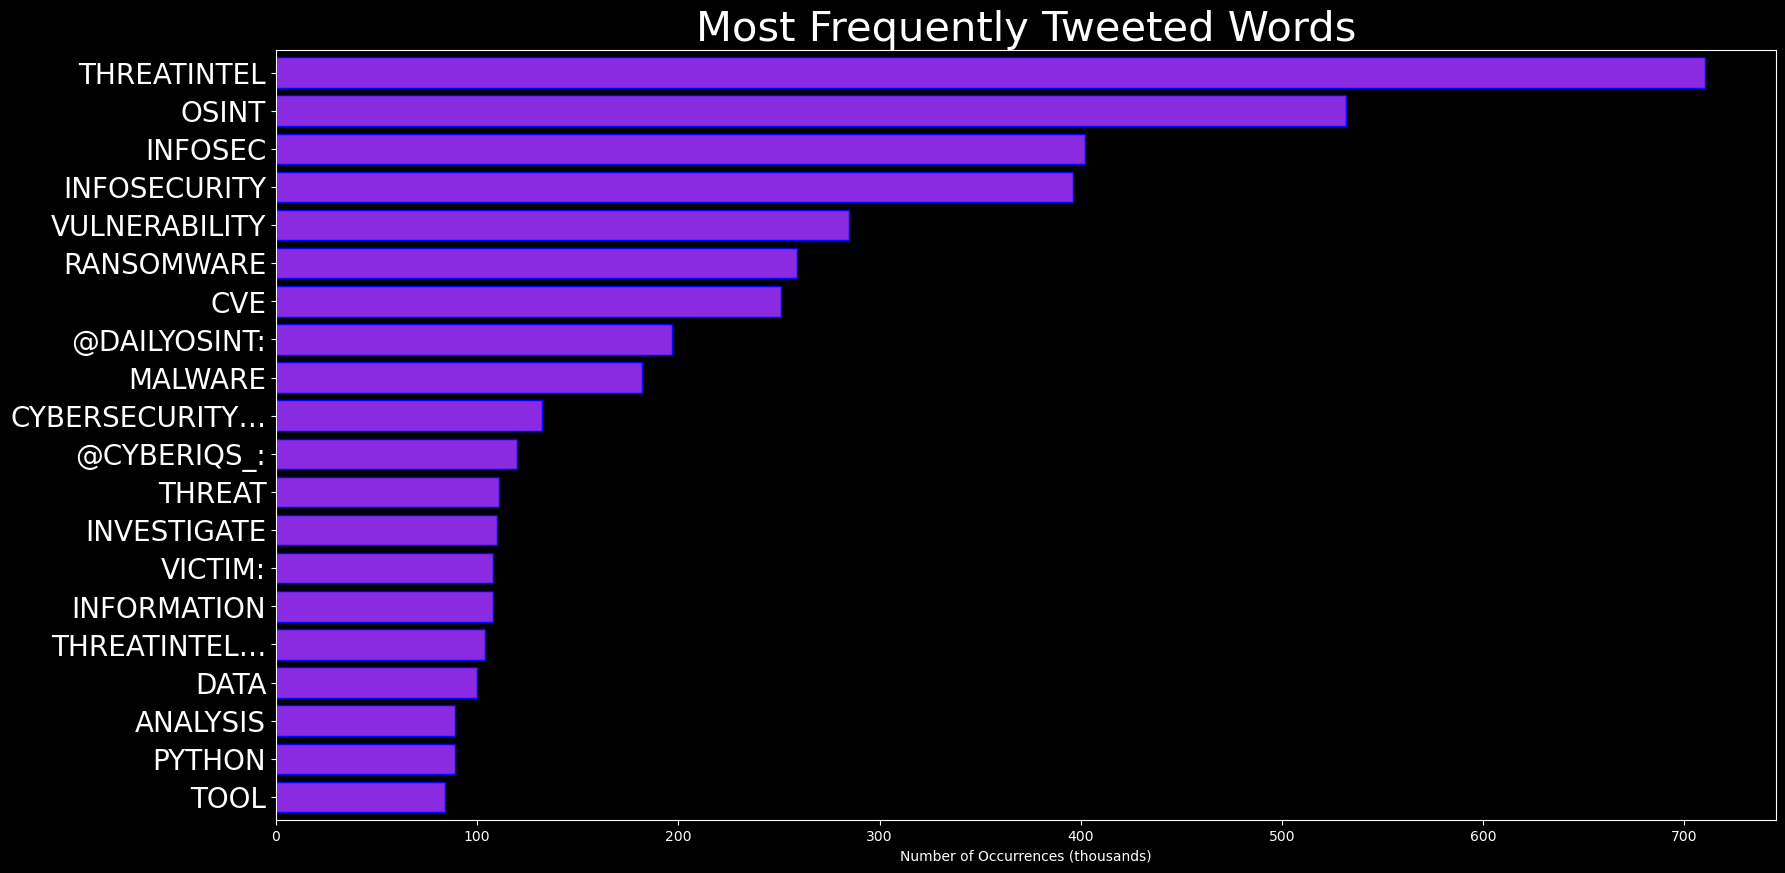 Most Frequently Tweeted Words
THREATINTEL
OSINT
INFOSEC
INFOSECURITY
VULNERABILITY
RANSOMWARE
CVE
@DAILYOSINT:
MALWARE
CYBERSECURITY…
@CYBERIQS_:
THREAT
INVESTIGATE
VICTIM:
INFORMATION
THREATINTEL…
DATA
ANALYSIS
PYTHON
TOOL
0 100 200 300 400 500 600 700
Number of Occurrences (thousands)